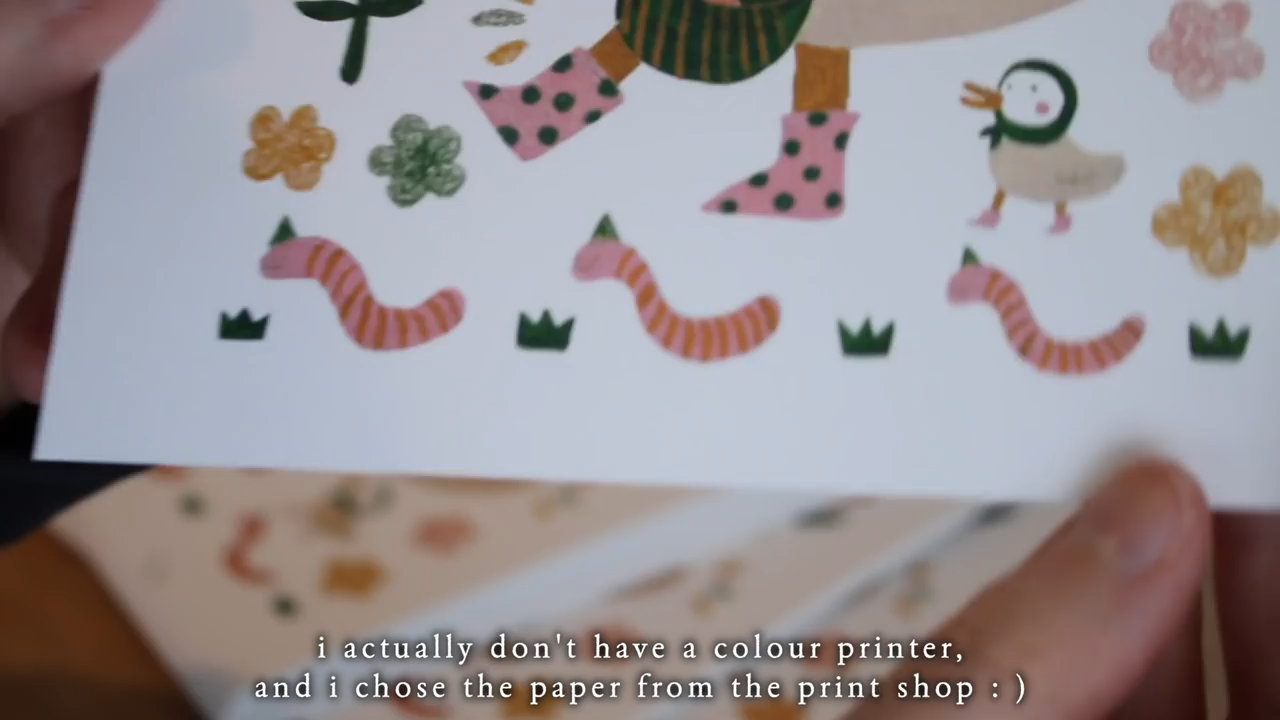 i actually don't have a colour printer,
and i chose the paper from the print shop : )